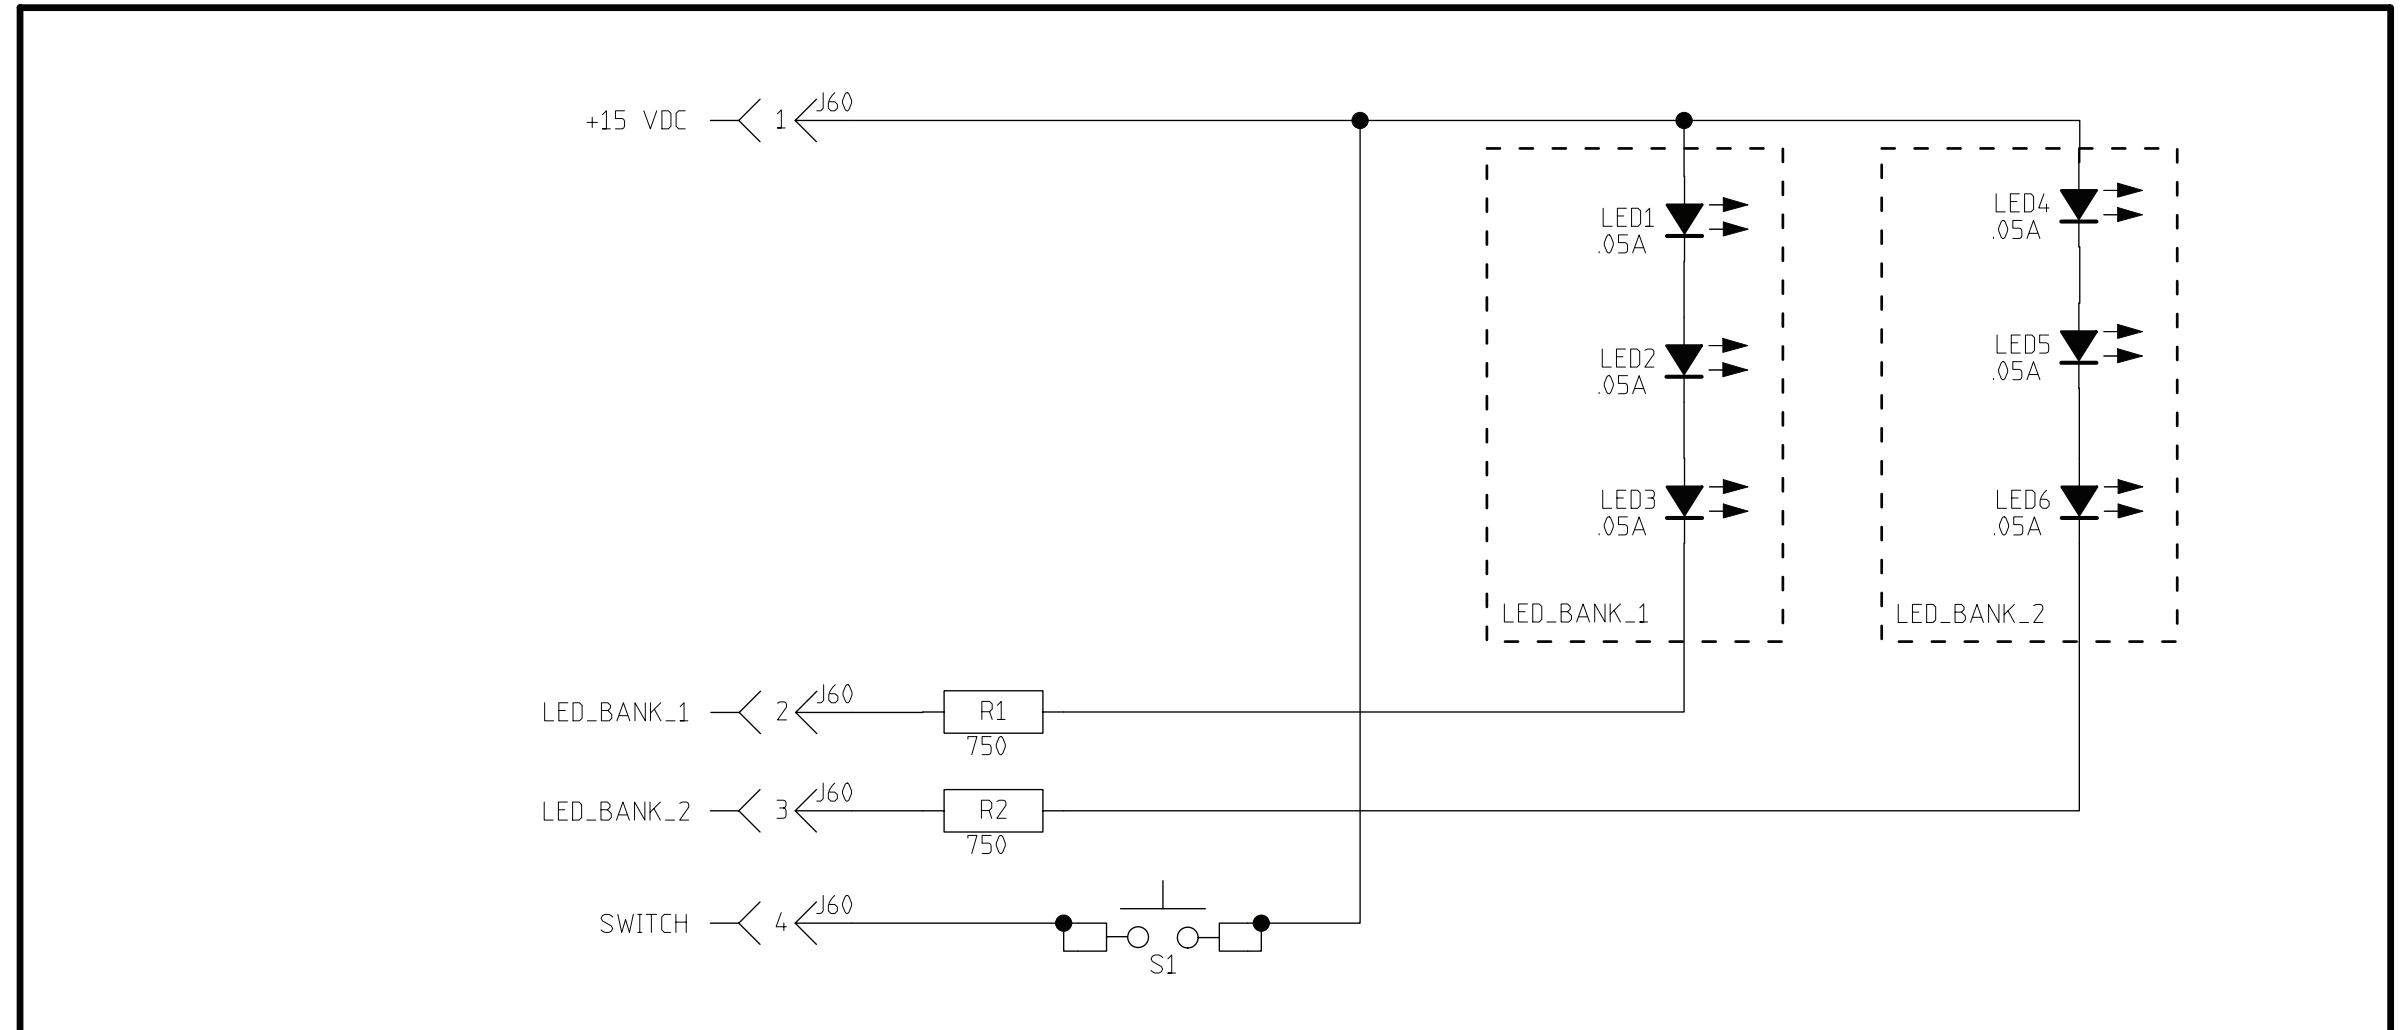 +15 VDC
1
J60
LED1
.05A
LED2
.05A
LED3
.05A
LED_BANK_1
LED4
.05A
LED5
.05A
LED6
.05A
LED_BANK_2
LED_BANK_1
2
J60
R1
750
LED_BANK_2
3
J60
R2
750
SWITCH
4
J60
S1